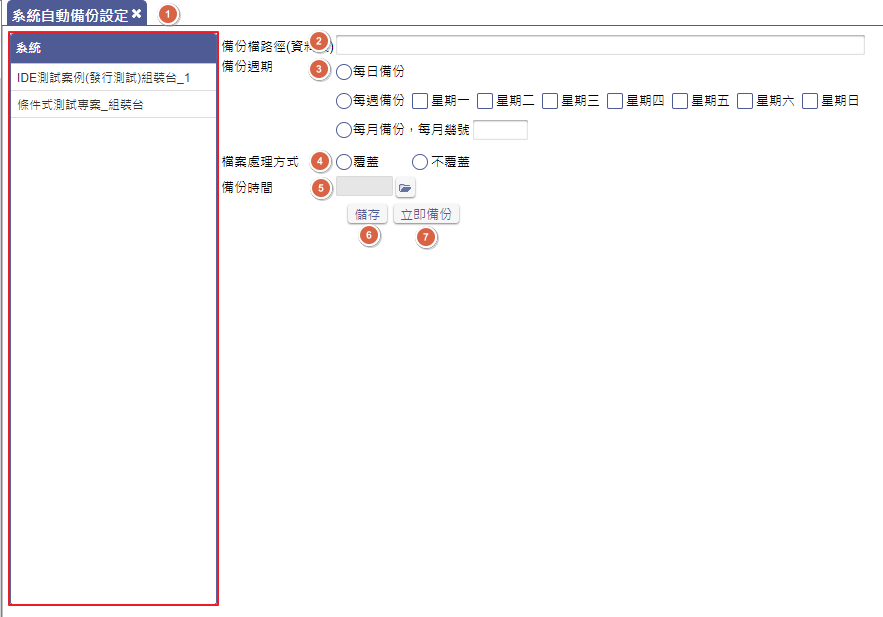 系統自動備份設定 ✖ 1
系統
IDE測試案例(發行測試)組裝台_1
條件式測試專案_組裝台
備份檔路徑(資料 2 )
備份週期 3 每日備份
每週備份 星期一 星期二 星期三 星期四 星期五 星期六 星期日
每月備份，每月幾號
檔案處理方式 4 覆蓋 不覆蓋
備份時間 5
儲存 立即備份
6 7